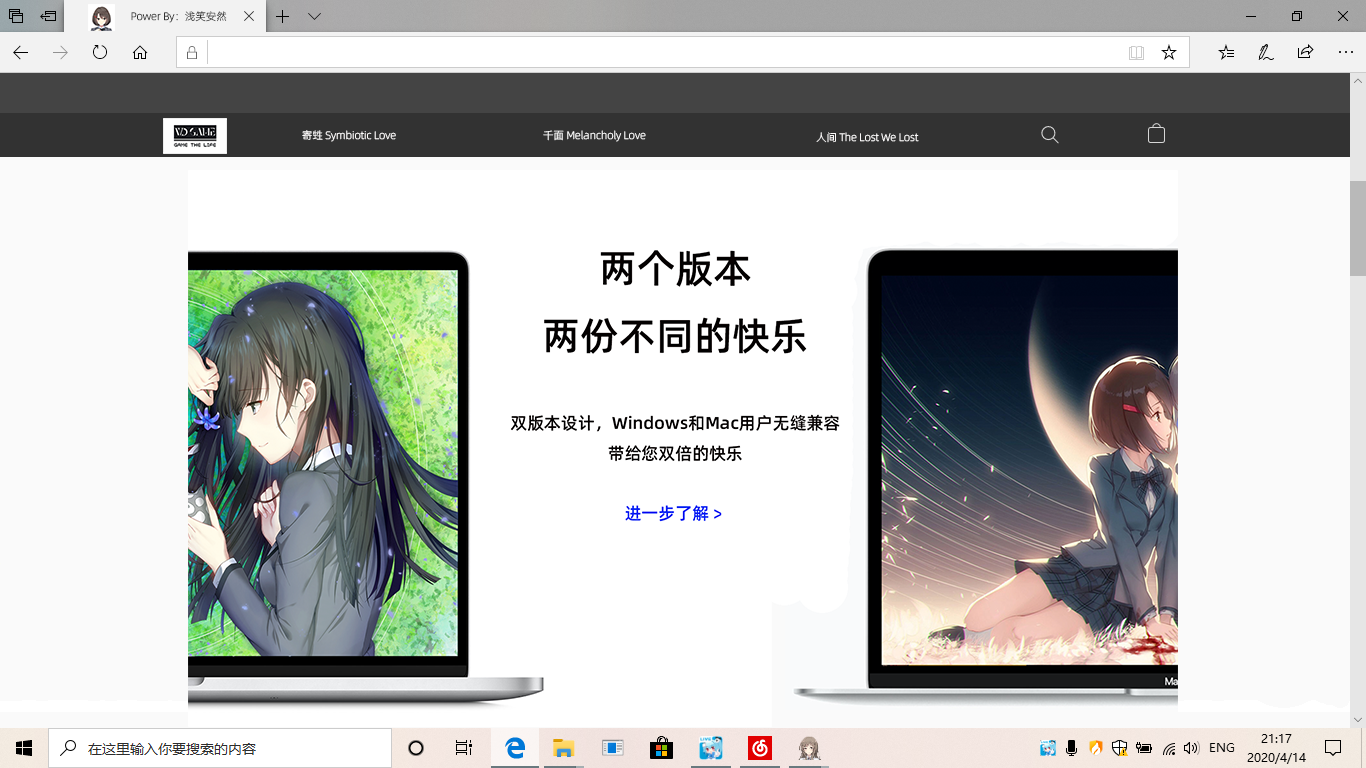 Power By：浅笑安然
GAME THE LIFE
寄甡 Symbiotic Love
千面 Melancholy Love
人间 The Lost We Lost
两个版本
两份不同的快乐
双版本设计，Windows和Mac用户无缝兼容
带给您双倍的快乐
进一步了解 >
Ma
在这里输入你要搜索的内容
ENG
21:17
2020/4/14